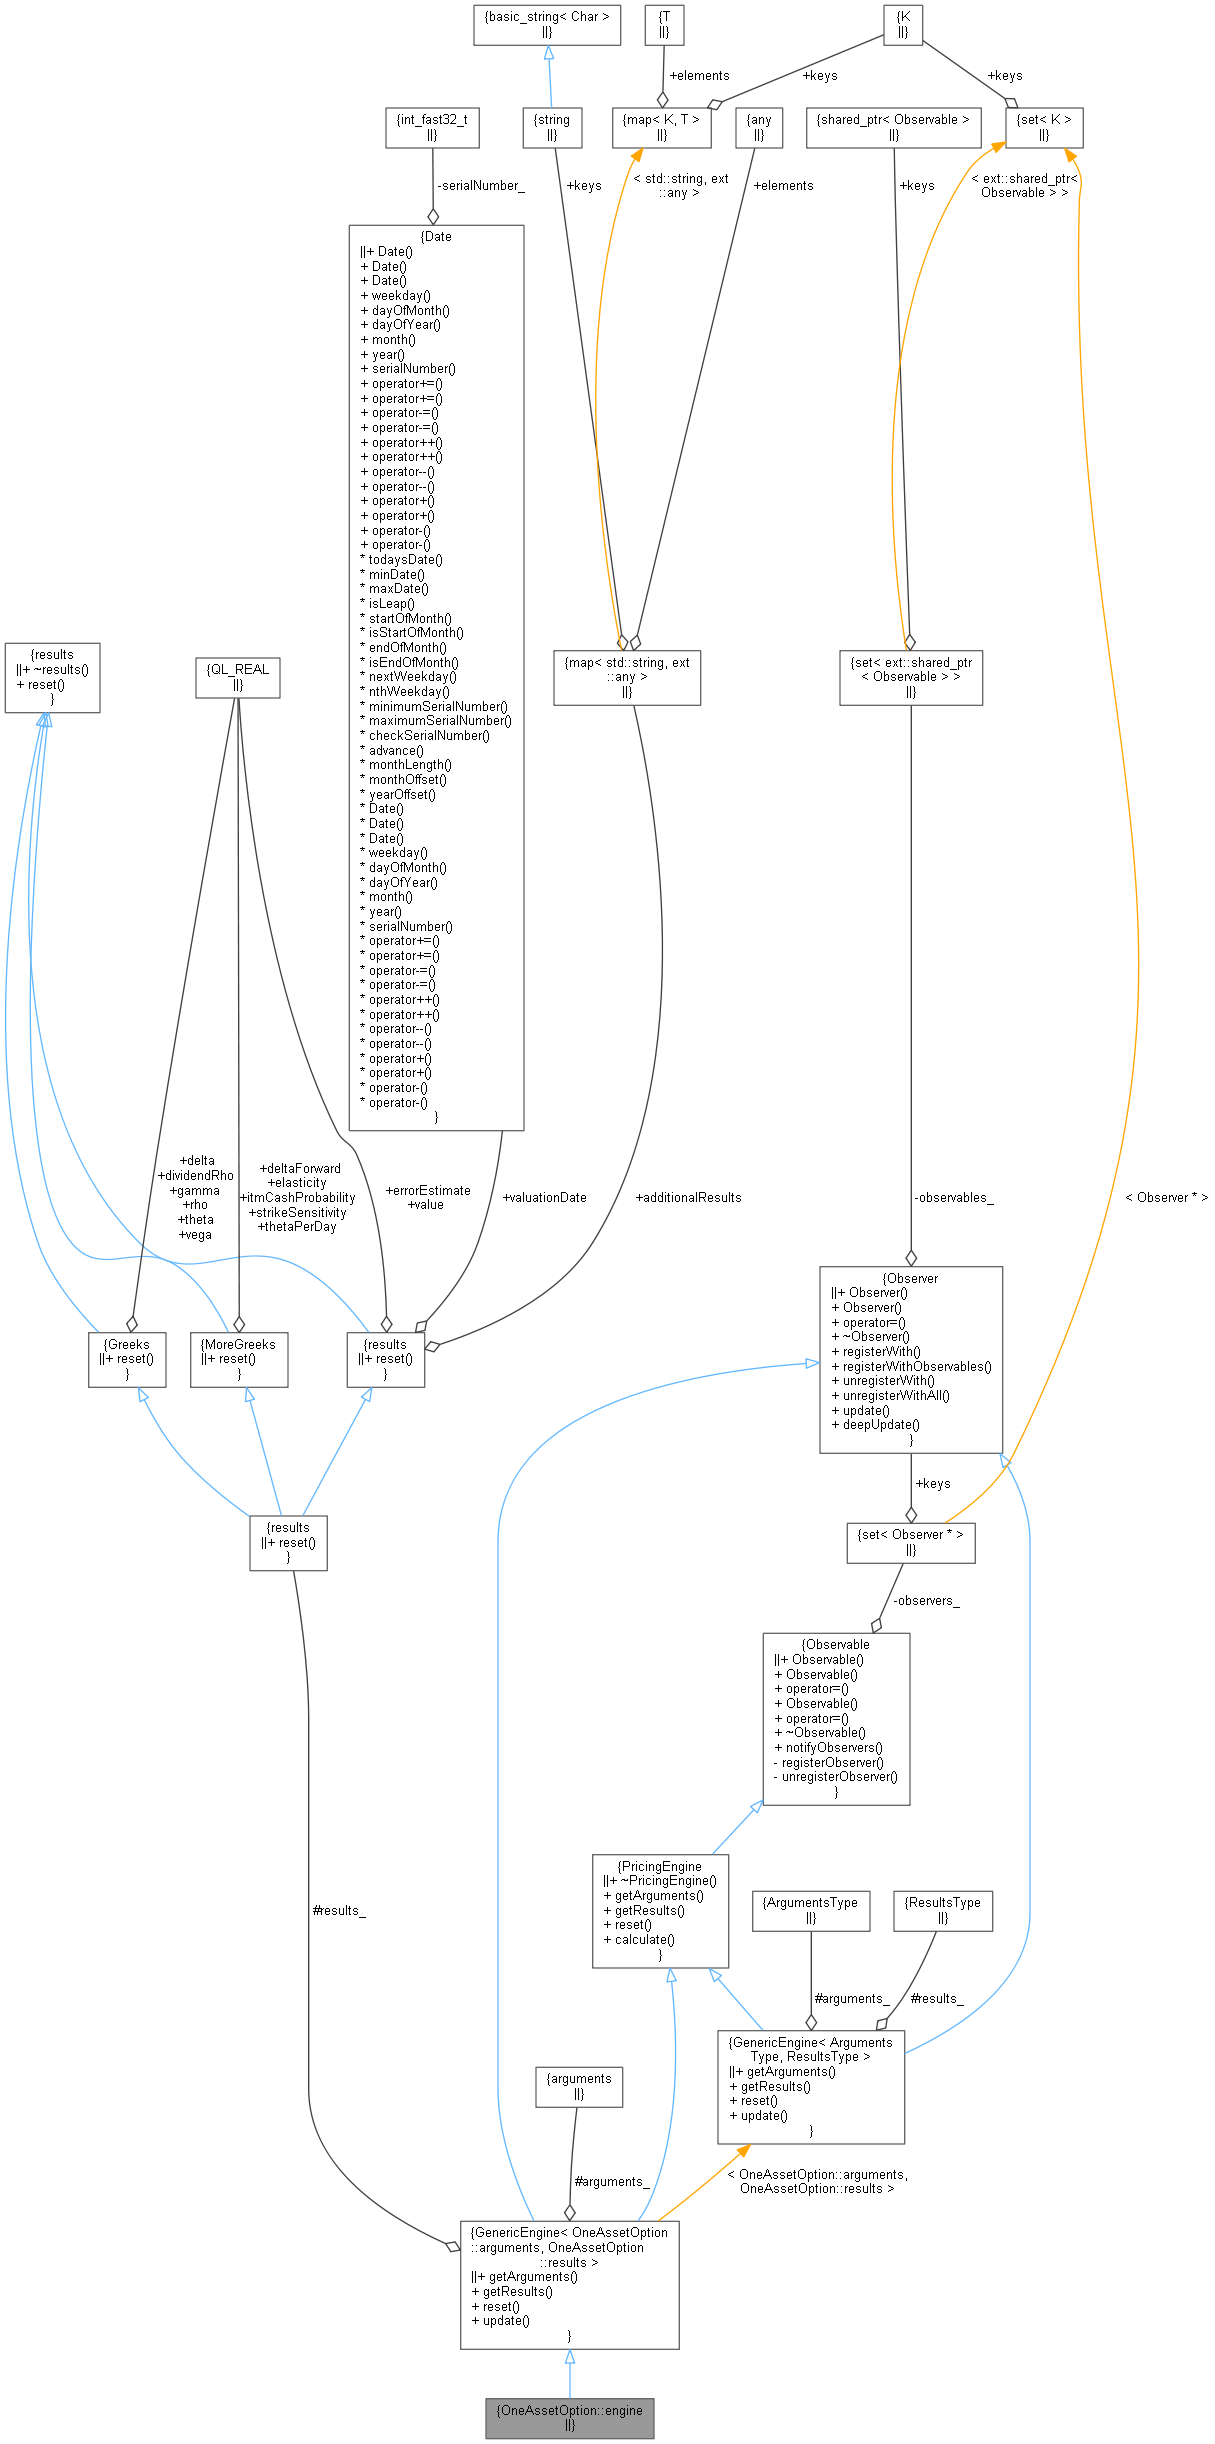 {basic_string< Char >
||}
{T
||}
{K
||}
+elements
+keys
+keys
{int_fast32_t
||}
{string
||}
{map< K, T >
||}
{any
||}
{shared_ptr< Observable >
||}
{set< K >
||}
-serialNumber_
+keys
< std::string, ext
::any >
+elements
+keys
< ext::shared_ptr<
Observable > >
{Date
||+ Date()
+ Date()
+ Date()
+ weekday()
+ dayOfMonth()
+ dayOfYear()
+ month()
+ year()
+ serialNumber()
+ operator+=()
+ operator+=()
+ operator-=()
+ operator-=()
+ operator++()
+ operator++()
+ operator--()
+ operator--()
+ operator+()
+ operator+()
+ operator-()
+ operator-()
* todaysDate()
* minDate()
* maxDate()
* isLeap()
* startOfMonth()
* isStartOfMonth()
* endOfMonth()
* isEndOfMonth()
* nextWeekday()
* nthWeekday()
* minimumSerialNumber()
* maximumSerialNumber()
* checkSerialNumber()
* advance()
* monthLength()
* monthOffset()
* yearOffset()
* Date()
* Date()
* Date()
* weekday()
* dayOfMonth()
* dayOfYear()
* month()
* year()
* serialNumber()
* operator+=()
* operator+=()
* operator-=()
* operator-=()
* operator++()
* operator++()
* operator--()
* operator--()
* operator+()
* operator+()
* operator-()
* operator-()
}
{results
||+ ~results()
+ reset()
}
{QL_REAL
||}
{map< std::string, ext
::any >
||}
{set< ext::shared_ptr
< Observable > >
||}
+delta
+dividendRho
+gamma
+rho
+theta
+vega
+deltaForward
+elasticity
+itmCashProbability
+strikeSensitivity
+thetaPerDay
+errorEstimate
+value
+valuationDate
+additionalResults
-observables_
< Observer * >
{Greeks
||+ reset()
}
{MoreGreeks
||+ reset()
}
{results
||+ reset()
}
{Observer
||+ Observer()
+ Observer()
+ operator=()
+ ~Observer()
+ registerWith()
+ registerWithObservables()
+ unregisterWith()
+ unregisterWithAll()
+ update()
+ deepUpdate()
}
+keys
{results
||+ reset()
}
{set< Observer * >
||}
-observers_
{Observable
||+ Observable()
+ Observable()
+ operator=()
+ Observable()
+ operator=()
+ ~Observable()
+ notifyObservers()
- registerObserver()
- unregisterObserver()
}
{PricingEngine
||+ ~PricingEngine()
+ getArguments()
+ getResults()
+ reset()
+ calculate()
}
{ArgumentsType
||}
{ResultsType
||}
#results_
#arguments_
#results_
{GenericEngine< Arguments
Type, ResultsType >
||+ getArguments()
+ getResults()
+ reset()
+ update()
}
{arguments
||}
#arguments_
< OneAssetOption::arguments,
OneAssetOption::results >
{GenericEngine< OneAssetOption
::arguments, OneAssetOption
::results >
||+ getArguments()
+ getResults()
+ reset()
+ update()
}
{OneAssetOption::engine
||}